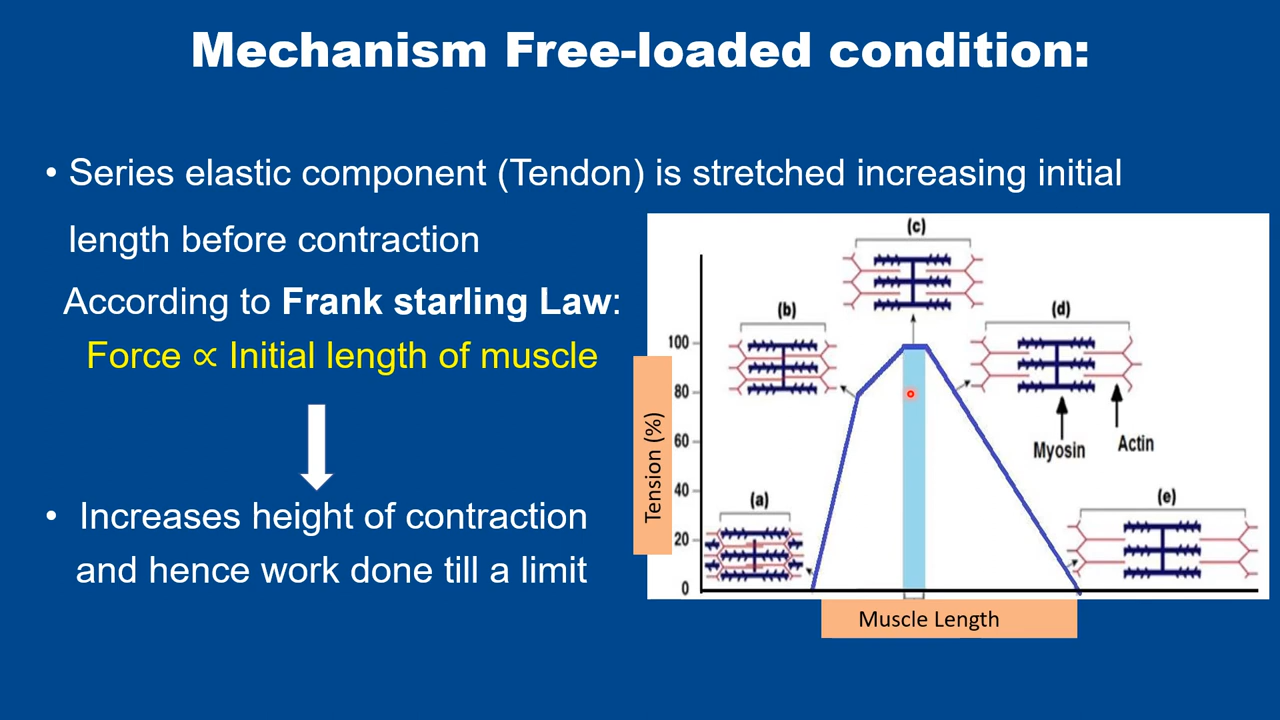 Mechanism Free-loaded condition:
• Series elastic component (Tendon) is stretched increasing initial
length before contraction
According to Frank starling Law:
Force ∝ Initial length of muscle
• Increases height of contraction
and hence work done till a limit
(c)
(b)
(d)
100
80
60
40
20
0
Tension (%)
Myosin
Actin
(a)
(e)
Muscle Length